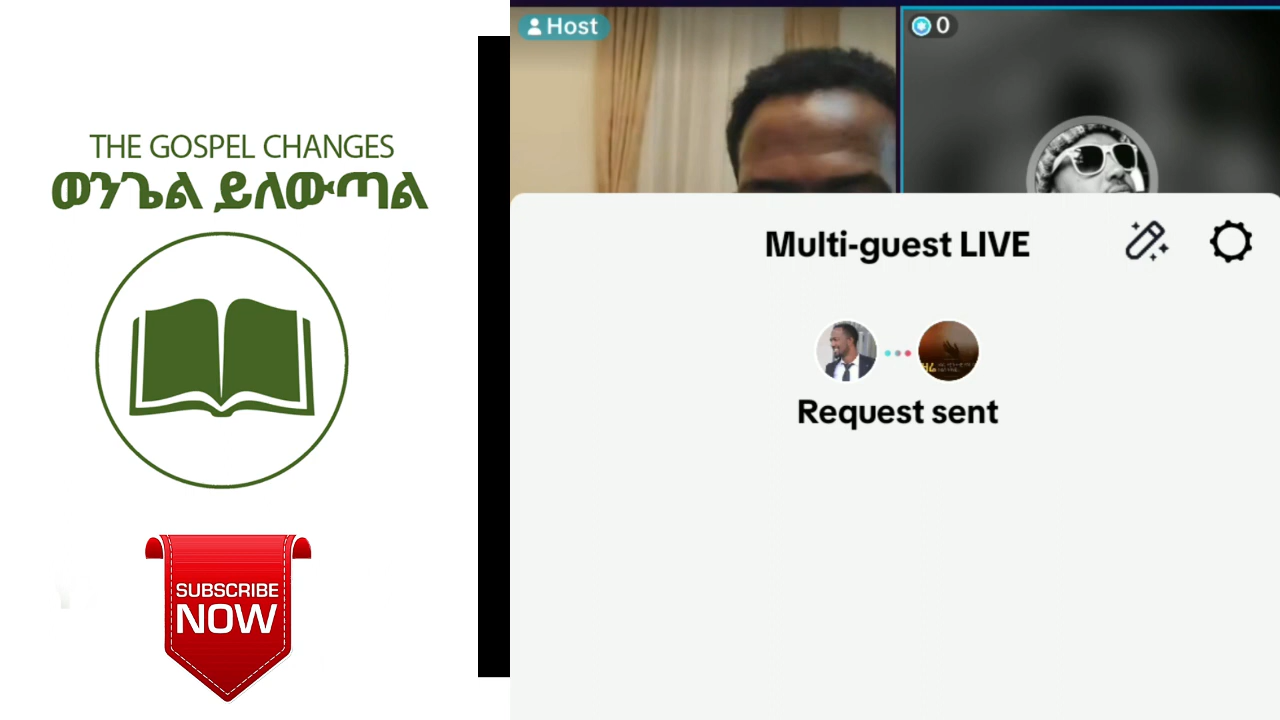 THE GOSPEL CHANGES
ወንጌል ይለውጣል
SUBSCRIBE
NOW
Host
0
Multi-guest LIVE
Request sent